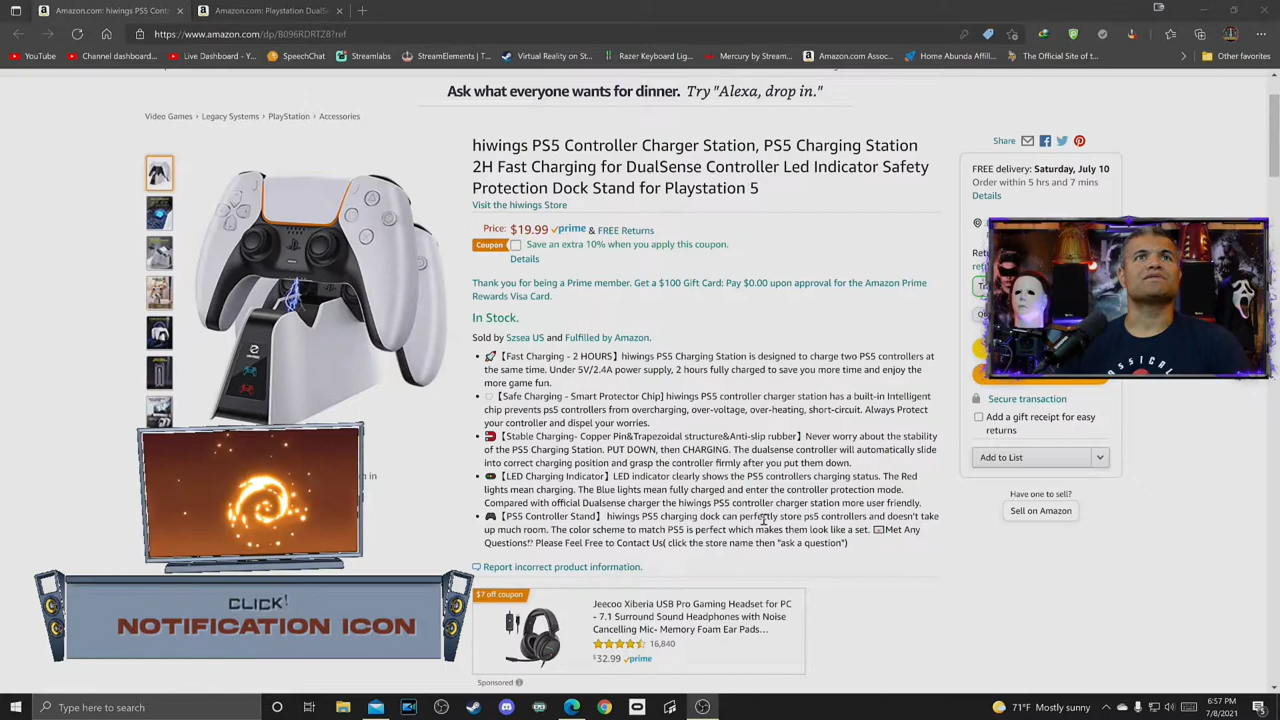 Amazon.com: hiwings PS5 Cont
Amazon.com: Playstation DualSe
https://www.amazon.com/dp/B096RDRTZ8?ref
YouTube
Channel dashboard...
Live Dashboard - Y...
SpeechChat
Streamlabs
StreamElements | T...
Virtual Reality on St...
Razer Keyboard Lig...
Mercury by Stream...
Amazon.com Associ...
Home Abunda Affil...
The Official Site of t...
Other favorites
Ask what everyone wants for dinner. Try "Alexa, drop in."
Video Games › Legacy Systems › PlayStation › Accessories
hiwings PS5 Controller Charger Station, PS5 Charging Station
2H Fast Charging for DualSense Controller Led Indicator Safety
Protection Dock Stand for Playstation 5
Visit the hiwings Store
Price: $19.99 prime & FREE Returns
Coupon Save an extra 10% when you apply this coupon.
Details
Thank you for being a Prime member. Get a $100 Gift Card: Pay $0.00 upon approval for the Amazon Prime
Rewards Visa Card.
In Stock.
Sold by Szsea US and Fulfilled by Amazon.
• 🚀【Fast Charging - 2 HOURS】hiwings PS5 Charging Station is designed to charge two PS5 controllers at
the same time. Under 5V/2.4A power supply, 2 hours fully charged to save you more time and enjoy the
more game fun.
• 【Safe Charging - Smart Protector Chip] hiwings PS5 controller charger station has a built-in Intelligent
chip prevents ps5 controllers from overcharging, over-voltage, over-heating, short-circuit. Always Protect
your controller and dispel your worries.
• 【Stable Charging- Copper Pin&Trapezoidal structure&Anti-slip rubber】Never worry about the stability
of the PS5 Charging Station. PUT DOWN, then CHARGING. The dualsense controller will automatically slide
into correct charging position and grasp the controller firmly after you put them down.
• 【LED Charging Indicator】LED indicator clearly shows the PS5 controllers charging status. The Red
lights mean charging. The Blue lights mean fully charged and enter the controller protection mode.
Compared with official Dualsense charger the hiwings PS5 controller charger station more user friendly.
• 🎮【PS5 Controller Stand】hiwings PS5 charging dock can perfectly store ps5 controllers and doesn't take
up much room. The color scheme to match PS5 is perfect which makes them look like a set. Met Any
Questions!? Please Feel Free to Contact Us( click the store name then "ask a question")
Report incorrect product information.
$7 off coupon
Jeecoo Xiberia USB Pro Gaming Headset for PC
- 7.1 Surround Sound Headphones with Noise
Cancelling Mic- Memory Foam Ear Pads...
16,840
$32.99 prime
Sponsored
Share
FREE delivery: Saturday, July 10
Order within 5 hrs and 7 mins
Details
Secure transaction
Add a gift receipt for easy
returns
Add to List
Have one to sell?
Sell on Amazon
CLICK!
NOTIFICATION ICON
Type here to search
71°F Mostly sunny
6:57 PM
7/8/2021